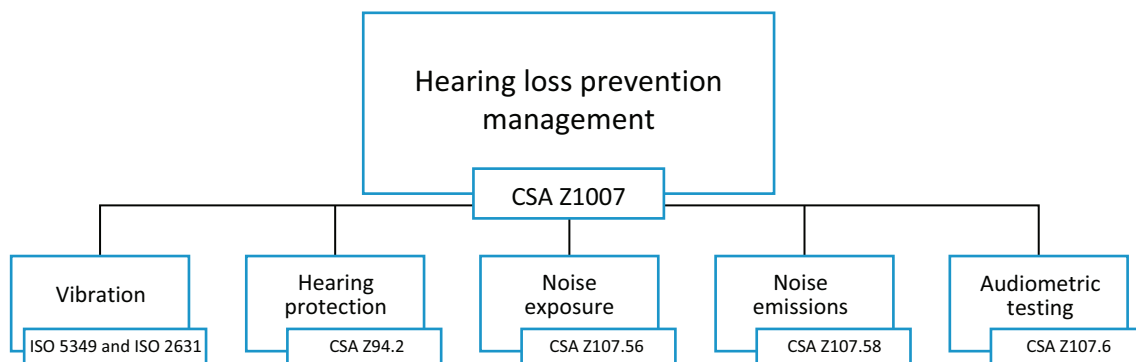 Hearing loss prevention
management
CSA Z1007
Vibration
ISO 5349 and ISO 2631
Hearing
protection
CSA Z94.2
Noise
exposure
CSA Z107.56
Noise
emissions
CSA Z107.58
Audiometric
testing
CSA Z107.6